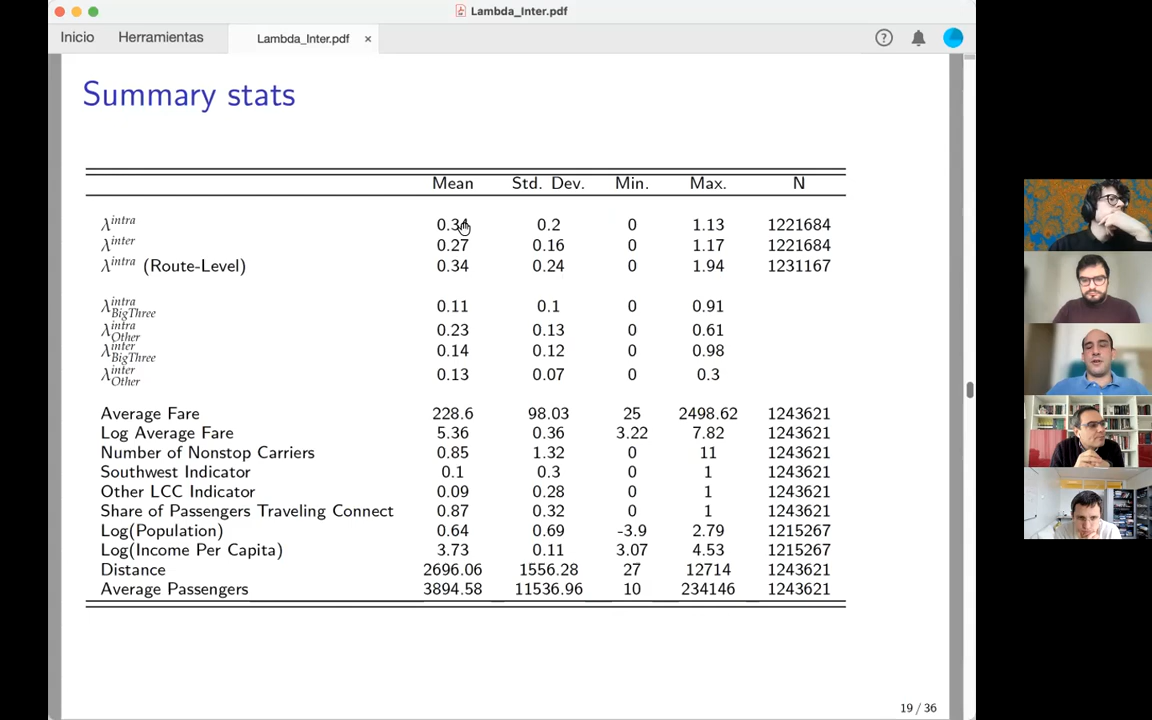 Lambda_Inter.pdf
Inicio Herramientas Lambda_Inter.pdf ×
Summary stats
Mean Std. Dev. Min. Max. N
λ^intra 0.34 0.2 0 1.13 1221684
λ^inter 0.27 0.16 0 1.17 1221684
λ^intra (Route-Level) 0.34 0.24 0 1.94 1231167
λ^intra_BigThree 0.11 0.1 0 0.91
λ^intra_Other 0.23 0.13 0 0.61
λ^inter_BigThree 0.14 0.12 0 0.98
λ^inter_Other 0.13 0.07 0 0.3
Average Fare 228.6 98.03 25 2498.62 1243621
Log Average Fare 5.36 0.36 3.22 7.82 1243621
Number of Nonstop Carriers 0.85 1.32 0 11 1243621
Southwest Indicator 0.1 0.3 0 1 1243621
Other LCC Indicator 0.09 0.28 0 1 1243621
Share of Passengers Traveling Connect 0.87 0.32 0 1 1243621
Log(Population) 0.64 0.69 -3.9 2.79 1215267
Log(Income Per Capita) 3.73 0.11 3.07 4.53 1215267
Distance 2696.06 1556.28 27 12714 1243621
Average Passengers 3894.58 11536.96 10 234146 1243621
19 / 36